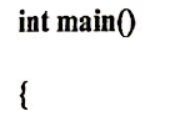 int main()
{